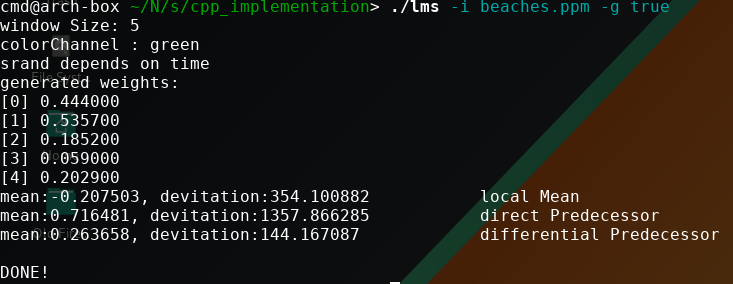 cmd@arch-box ~/N/s/cpp_implementation> ./lms -i beaches.ppm -g true
window Size: 5
colorChannel : green
srand depends on time
File Syst
generated weights:
[0] 0.444000
[1] 0.535700
[2] 0.185200
[3] 0.059000
[4] 0.202900
mean:-0.207503, devitation:354.100882 local Mean
mean:0.716481, devitation:1357.866285 direct Predecessor
mean:0.263658, devitation:144.167087 differential Predecessor
DONE!